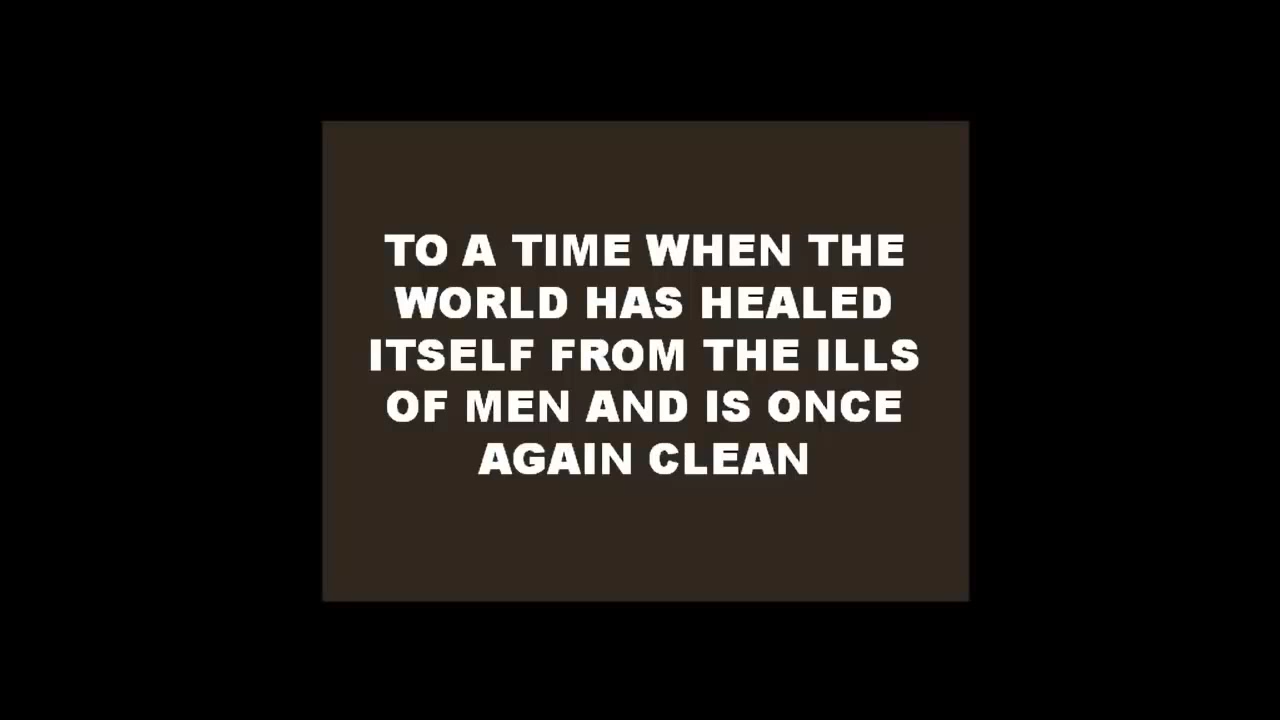 TO A TIME WHEN THE
WORLD HAS HEALED
ITSELF FROM THE ILLS
OF MEN AND IS ONCE
AGAIN CLEAN